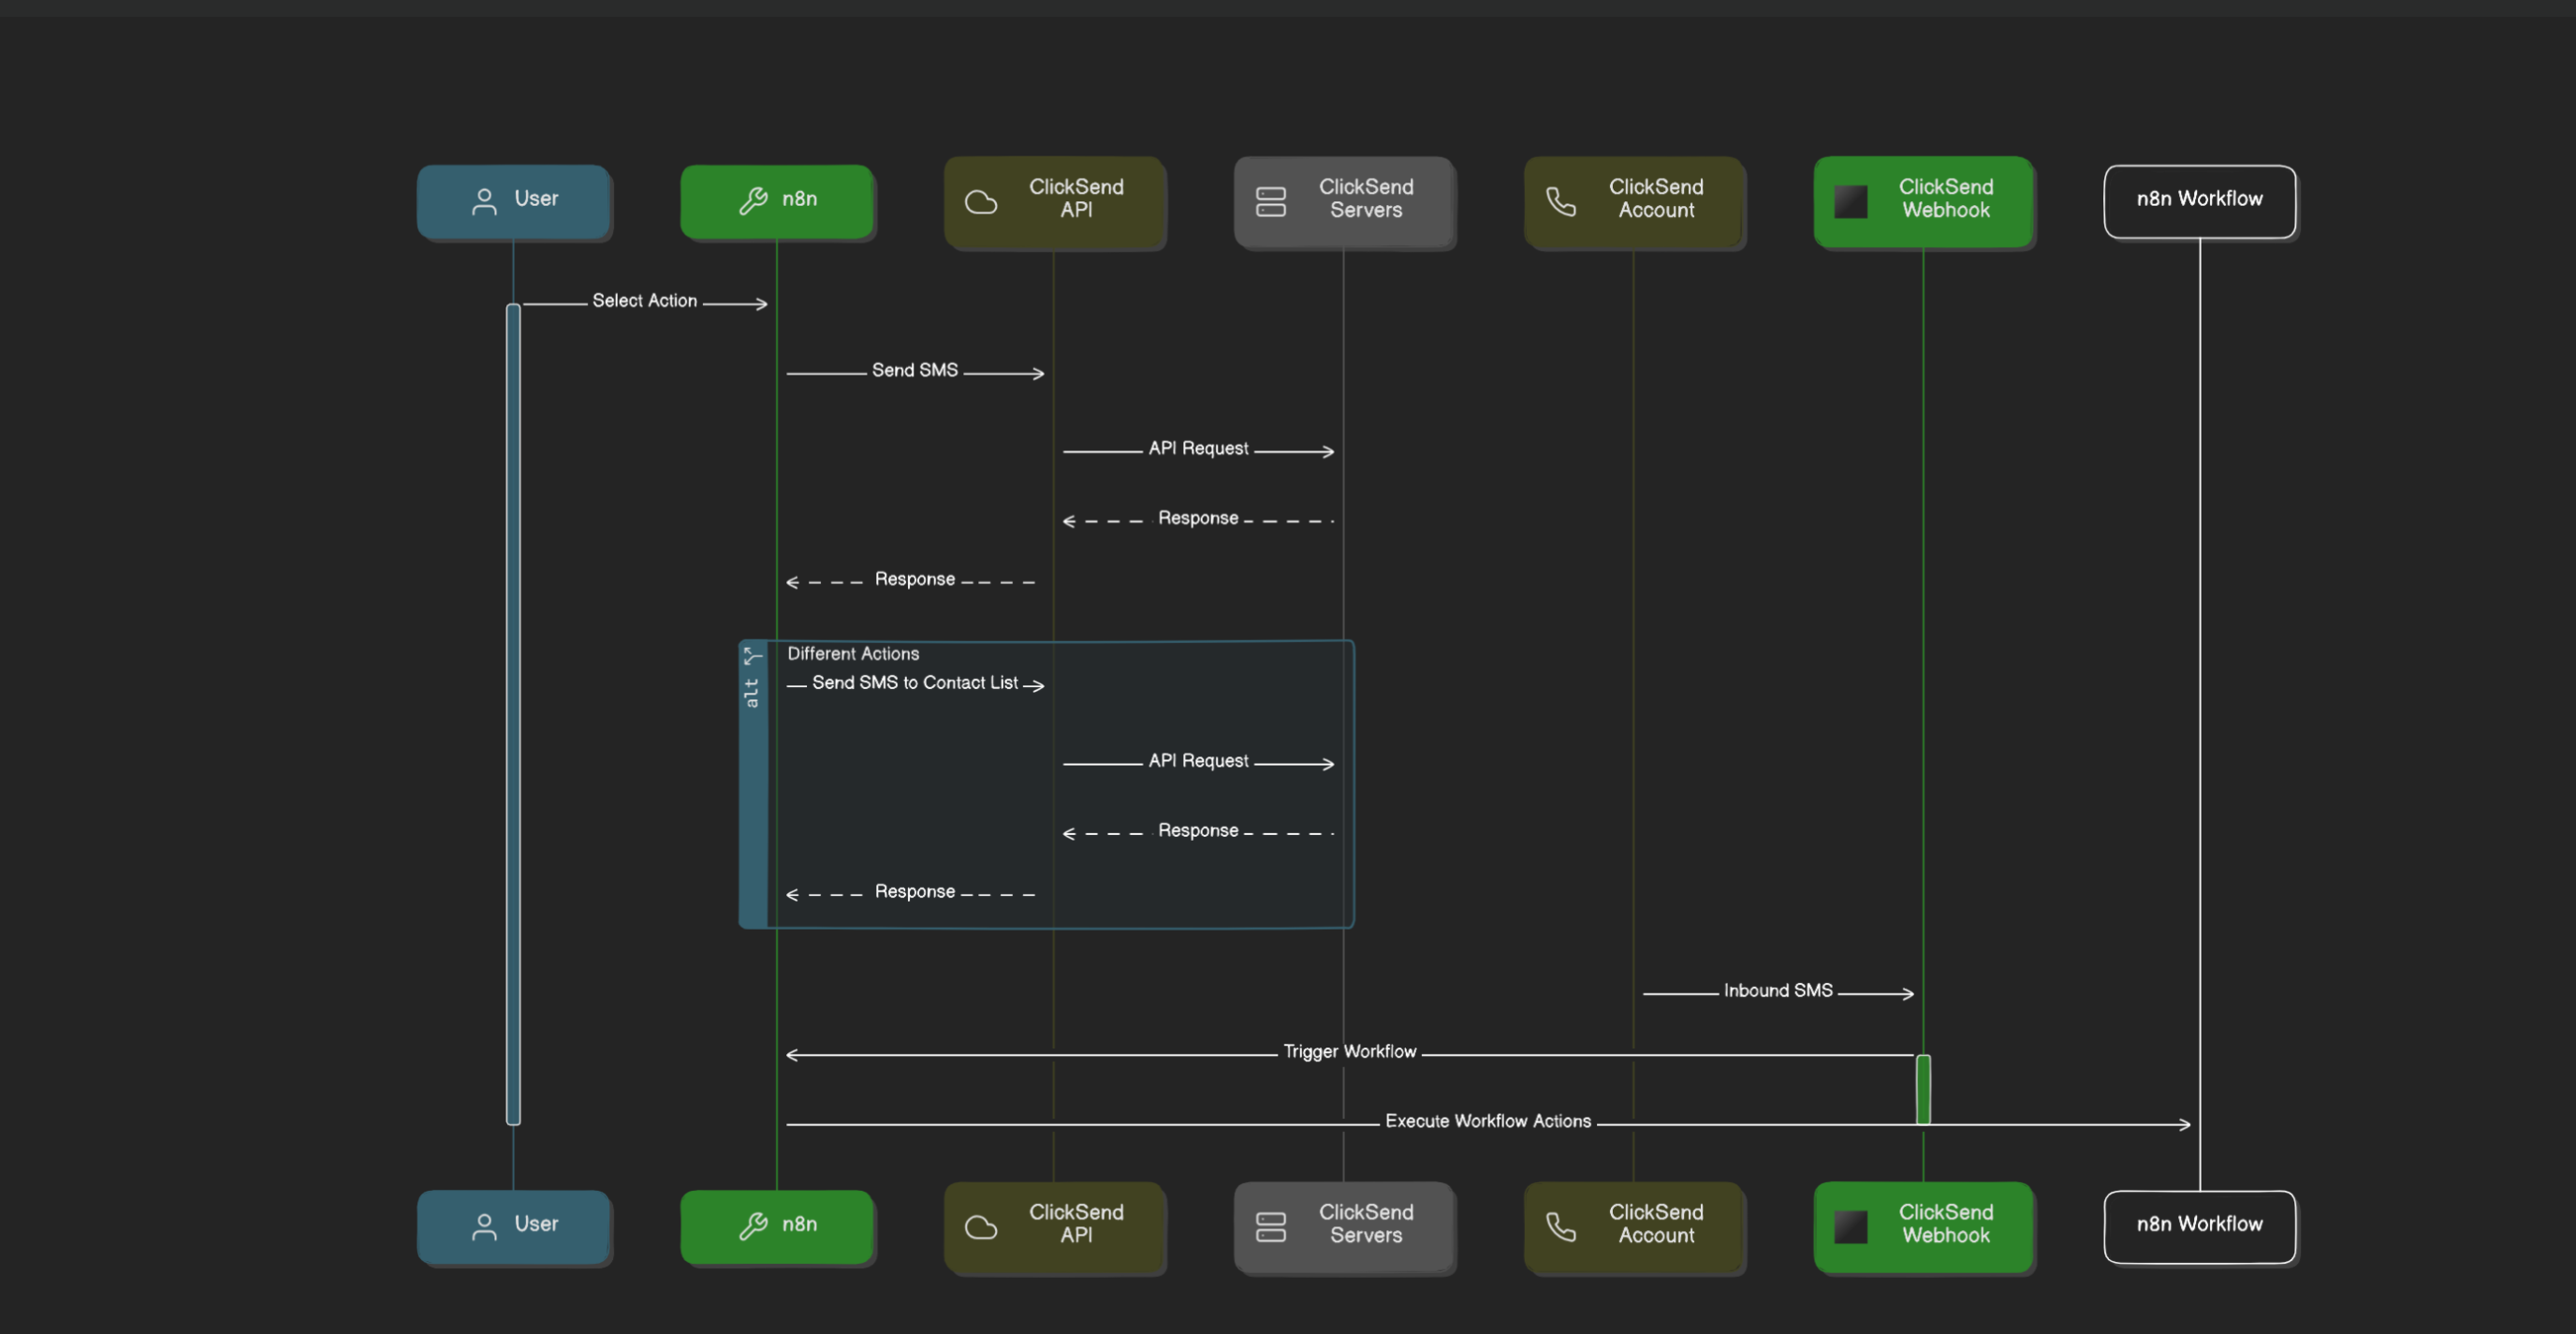 User
n8n
ClickSend
API
ClickSend
Servers
ClickSend
Account
ClickSend
Webhook
n8n Workflow
Select Action
Send SMS
API Request
Response
Response
alt
Different Actions
Send SMS to Contact List
API Request
Response
Response
Inbound SMS
Trigger Workflow
Execute Workflow Actions
User
n8n
ClickSend
API
ClickSend
Servers
ClickSend
Account
ClickSend
Webhook
n8n Workflow